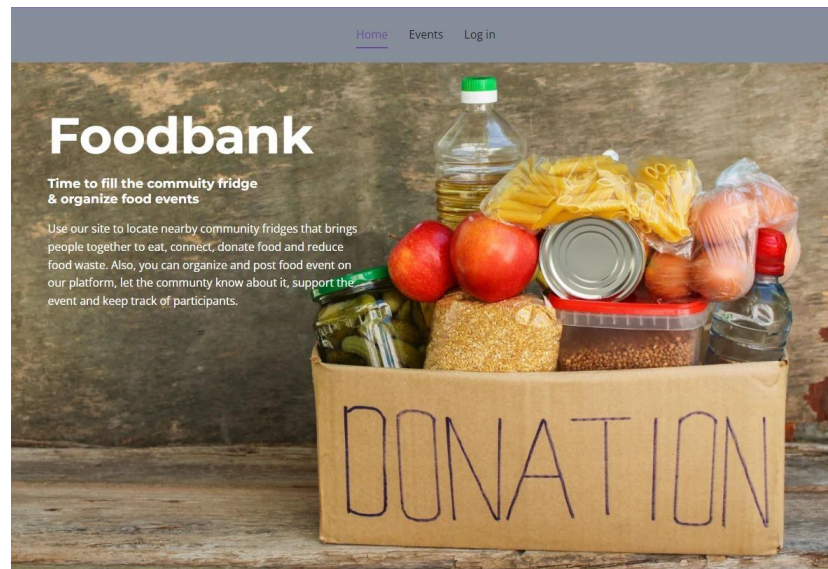 Home Events Log in
Foodbank
Time to fill the commuity fridge
& organize food events
Use our site to locate nearby community fridges that brings
people together to eat, connect, donate food and reduce
food waste. Also, you can organize and post food event on
our platform, let the communty know about it, support the
event and keep track of participants.
DONATION